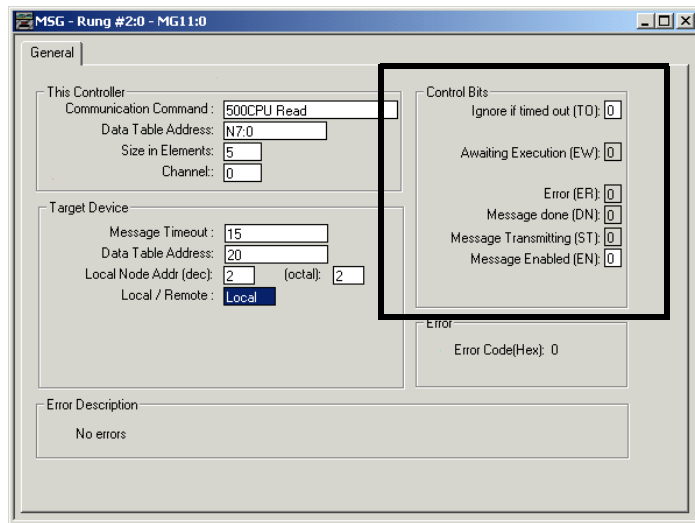 MSG - Rung #2:0 - MG11:0
General
This Controller
Communication Command : 500CPU Read
Data Table Address: N7:0
Size in Elements: 5
Channel:: 0
Target Device
Message Timeout : 15
Data Table Address: 20
Local Node Addr (dec): 2 (octal): 2
Local / Remote : Local
Control Bits
Ignore if timed out (TO): 0
Awaiting Execution (EW): 0
Error (ER): 0
Message done (DN): 0
Message Transmitting (ST): 0
Message Enabled (EN): 0
Error
Error Code(Hex): 0
Error Description
No errors